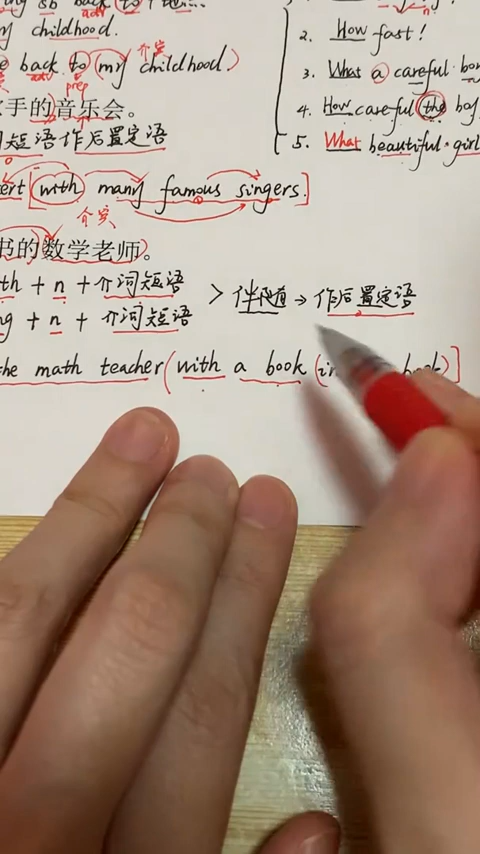 childhood.
back to (my childhood.)
介宾
prep
手的音乐会。
短语作后置定语
[with many famous singers.]
介宾
书的数学老师)。
th + n + 介词短语
ng + n + 介词短语
> 伴随 → 作后置定语
the math teacher (with a book (in book)]
2. How fast!
3. What a careful boy
4. How careful the boy
5. What beautiful girl